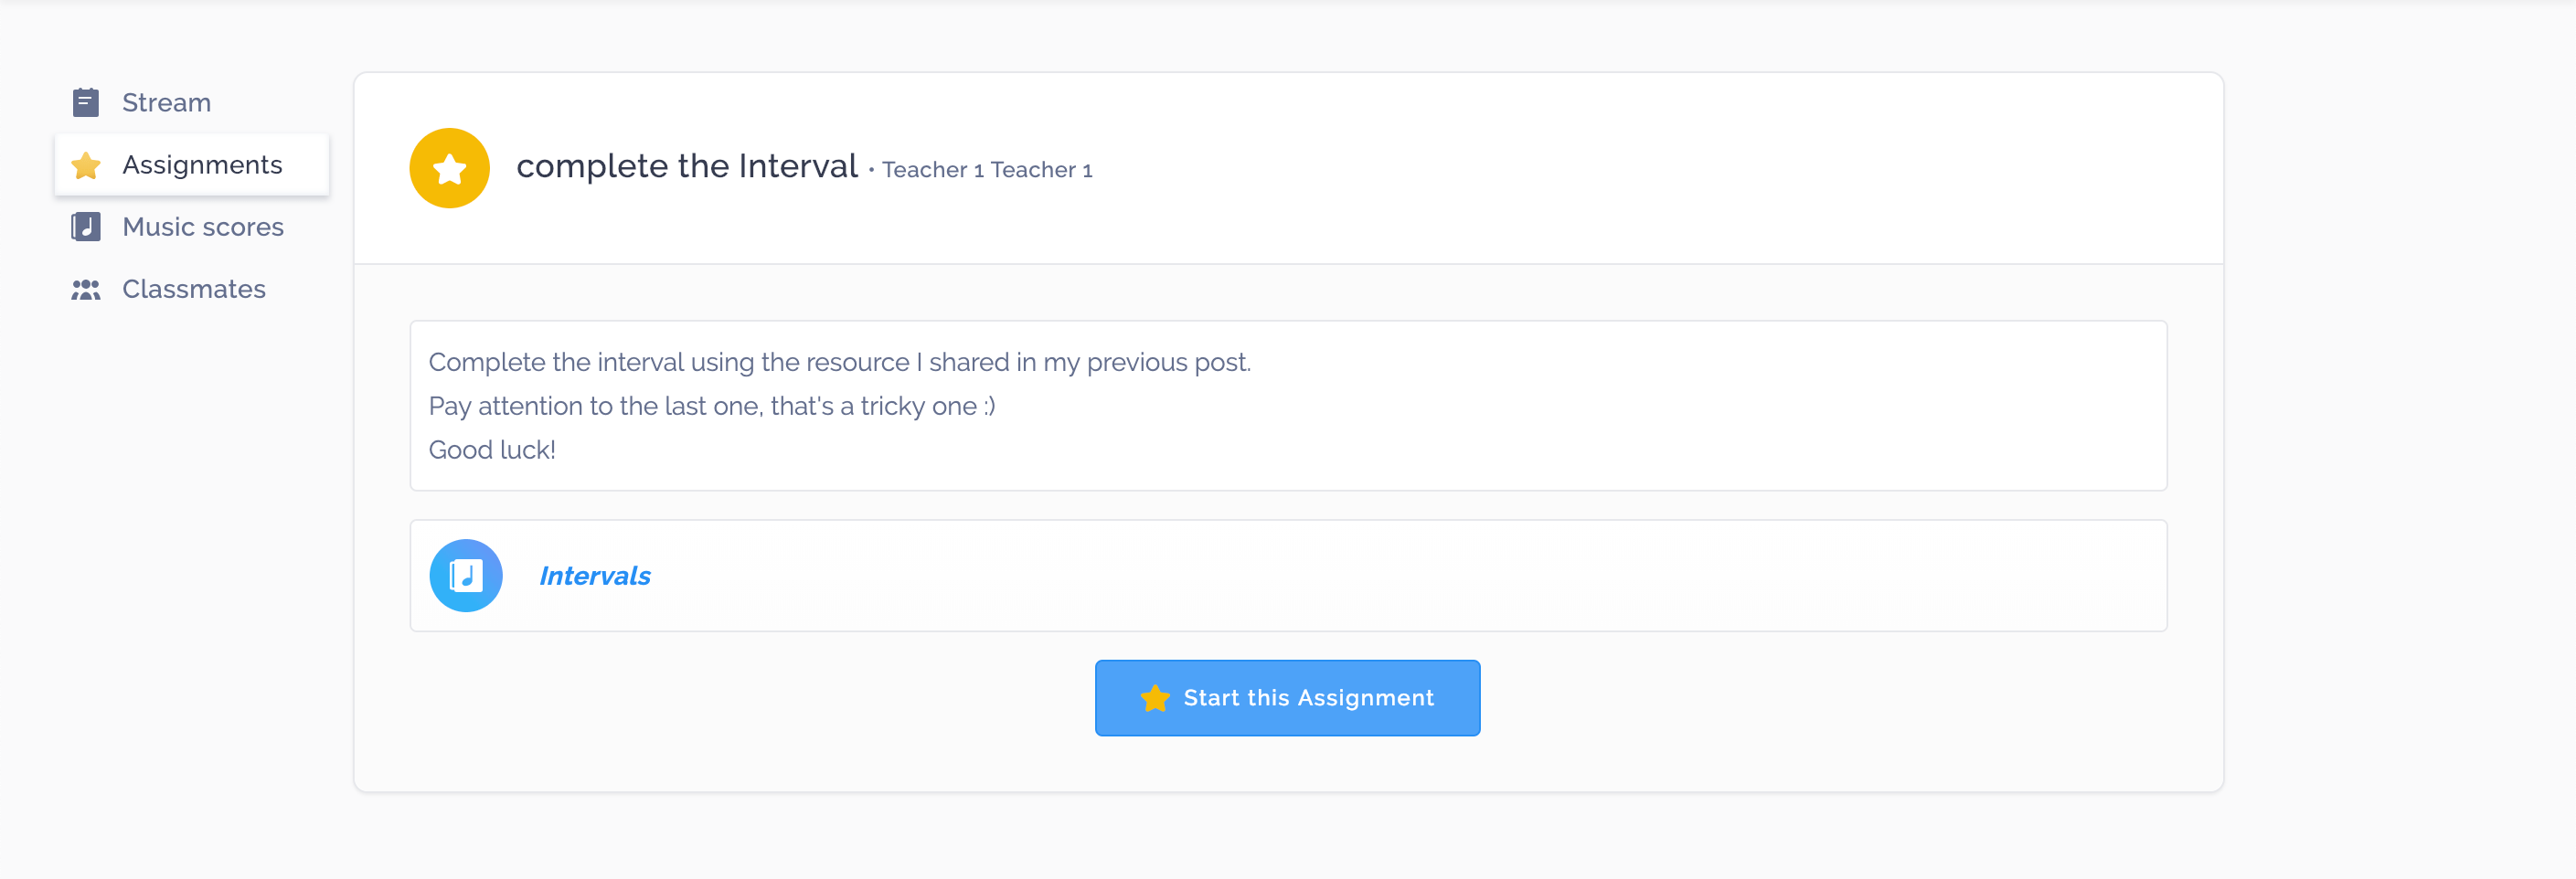 Stream
Assignments
Music scores
Classmates
complete the Interval • Teacher 1 Teacher 1
Complete the interval using the resource I shared in my previous post.
Pay attention to the last one, that's a tricky one :)
Good luck!
Intervals
Start this Assignment